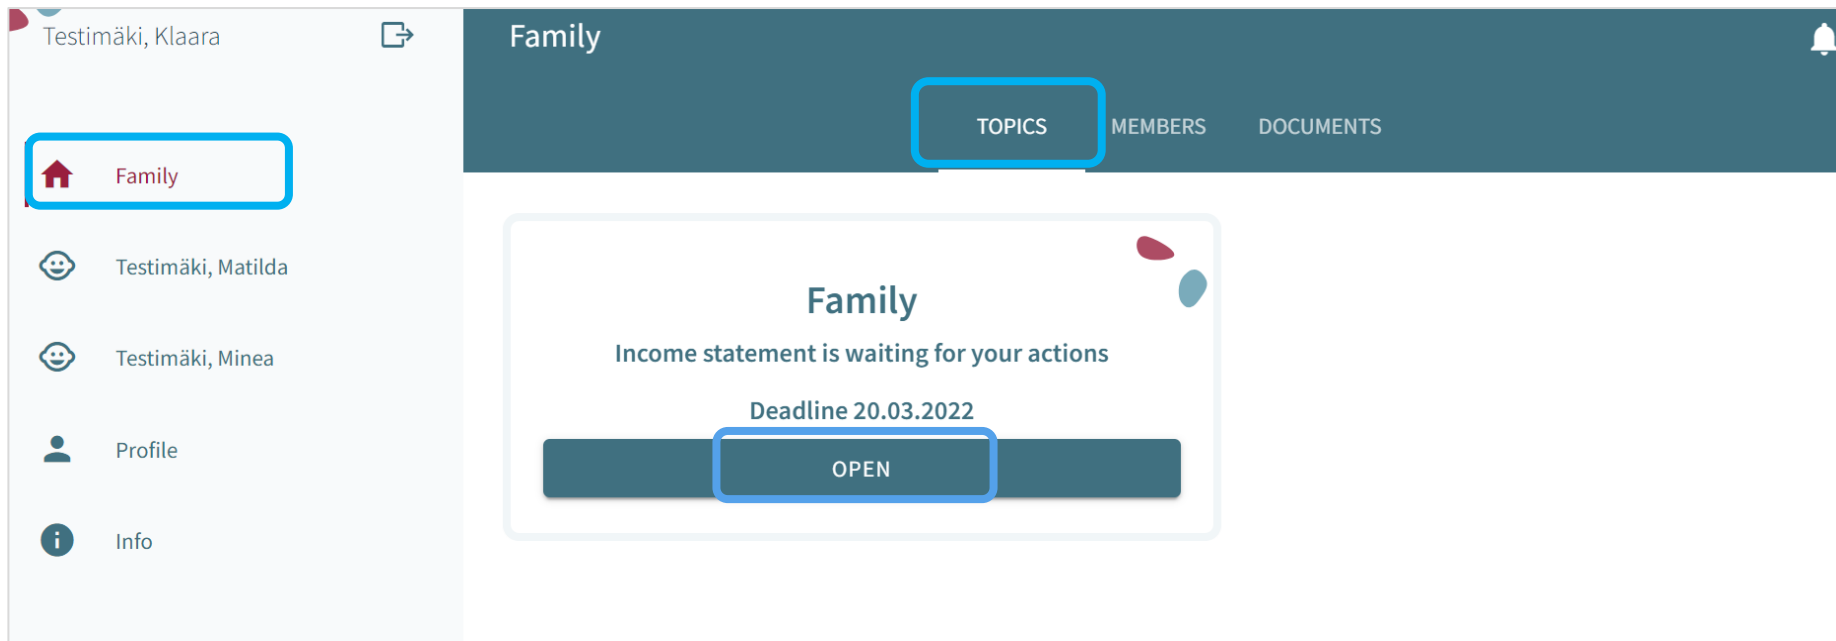 Testimäki, Klaara
Family
Testimäki, Matilda
Testimäki, Minea
Profile
Info
Family
TOPICS MEMBERS DOCUMENTS
Family
Income statement is waiting for your actions
Deadline 20.03.2022
OPEN